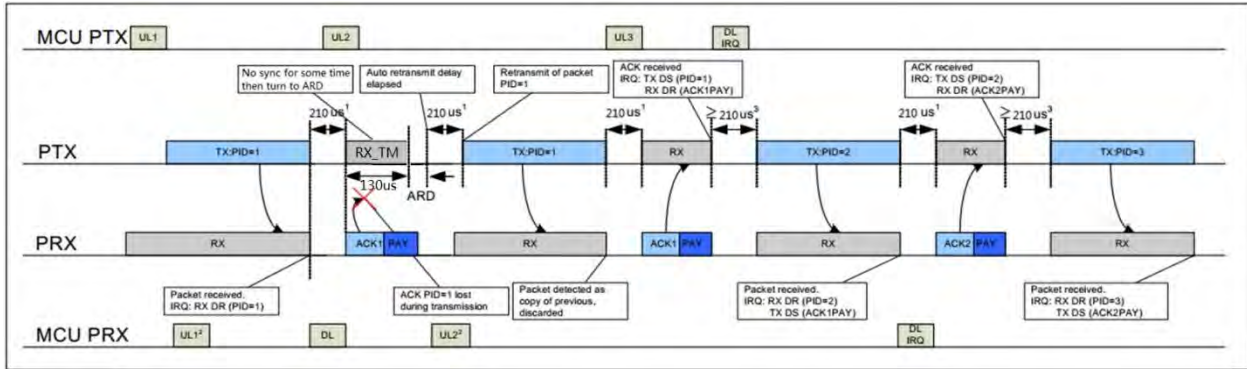 MCU PTX
UL1
UL2
UL3
DL
IRQ
No sync for some time
then turn to ARD
Auto retransmit delay
elapsed
Retransmit of packet
PID=1
ACK received
IRQ: TX DS (PID=1)
RX DR (ACK1PAY)
ACK received
IRQ: TX DS (PID=2)
RX DR (ACK2PAY)
210 us¹
210 us¹
210 us¹
≥ 210 us³
210 us¹
≥ 210 us³
PTX
TX:PID=1
RX_TM
TX:PID=1
RX
TX:PID=2
RX
TX:PID=3
130us
ARD
PRX
RX
ACK1 PAY
RX
ACK1 PAY
RX
ACK2 PAY
RX
Packet received.
IRQ: RX DR (PID=1)
ACK PID=1 lost
during transmission
Packet detected as
copy of previous,
discarded
Packet received.
IRQ: RX DR (PID=2)
TX DS (ACK1PAY)
Packet received.
IRQ: RX DR (PID=3)
TX DS (ACK2PAY)
MCU PRX
UL1²
DL
UL2²
DL
IRQ